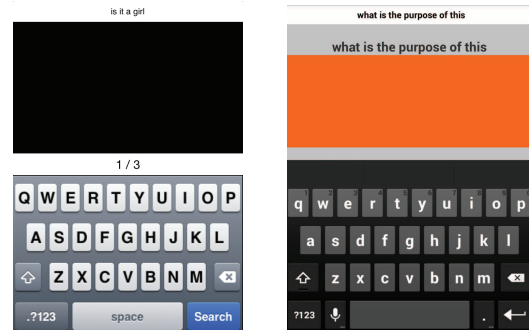 is it a girl
1 / 3
Q W E R T Y U I O P
A S D F G H J K L
Z X C V B N M
.?123 space Search
what is the purpose of this
what is the purpose of this
q w e r t y u i o p
a s d f g h j k l
z x c v b n m
?123 .